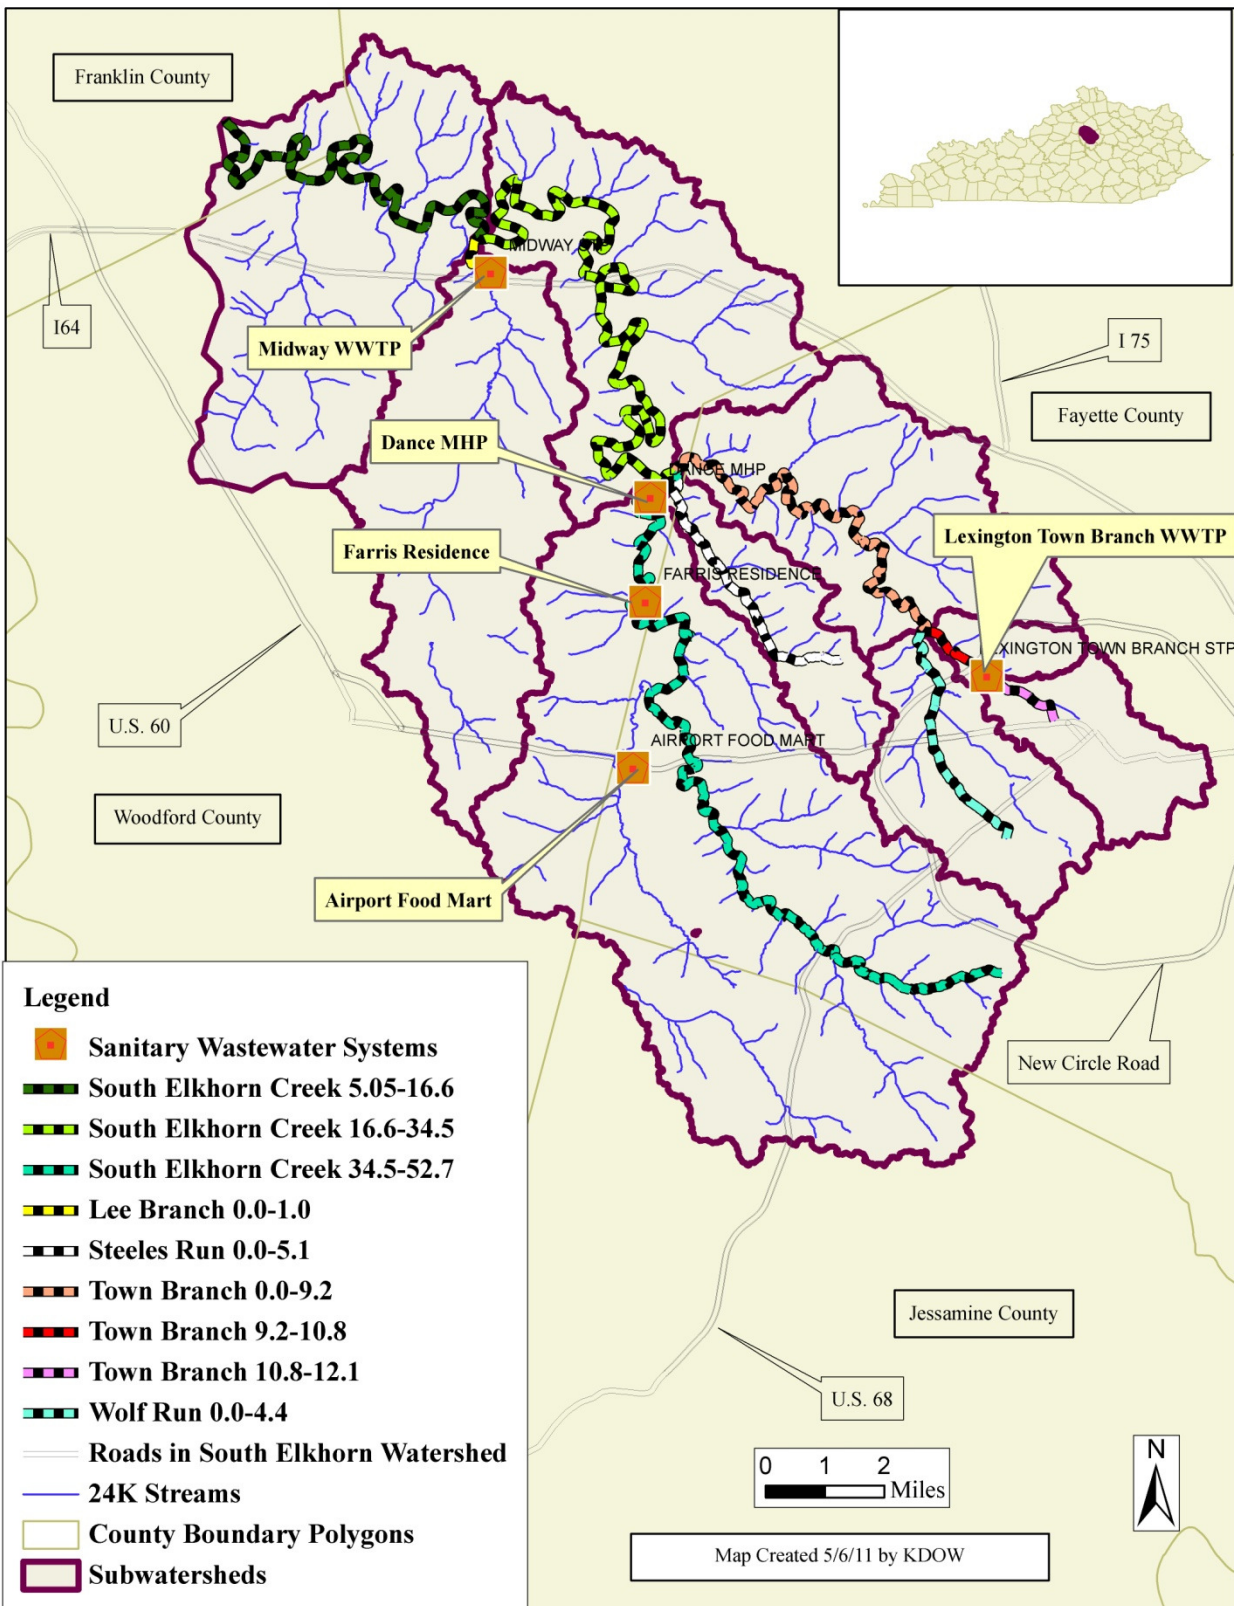 Franklin County
MIDWAY STP
I64
Midway WWTP
I 75
Fayette County
Dance MHP
DANCE MHP
Lexington Town Branch WWTP
Farris Residence
FARRIS RESIDENCE
LEXINGTON TOWN BRANCH STP
U.S. 60
AIRPORT FOOD MART
Woodford County
Airport Food Mart
New Circle Road
Legend
Sanitary Wastewater Systems
South Elkhorn Creek 5.05-16.6
South Elkhorn Creek 16.6-34.5
South Elkhorn Creek 34.5-52.7
Lee Branch 0.0-1.0
Steeles Run 0.0-5.1
Town Branch 0.0-9.2
Town Branch 9.2-10.8
Town Branch 10.8-12.1
Wolf Run 0.0-4.4
Roads in South Elkhorn Watershed
24K Streams
County Boundary Polygons
Subwatersheds
Jessamine County
U.S. 68
0 1 2
Miles
N
Map Created 5/6/11 by KDOW